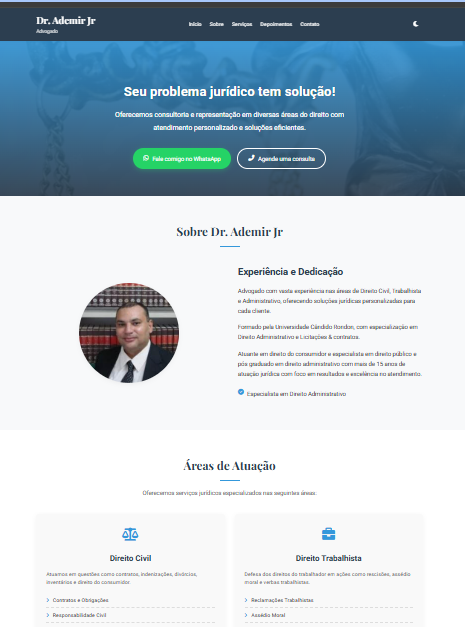 Dr. Ademir Jr
Advogado
Início Sobre Serviços Depoimentos Contato
Seu problema jurídico tem solução!
Oferecemos consultoria e representação em diversas áreas do direito com
atendimento personalizado e soluções eficientes.
Fale comigo no WhatsApp
Agende uma consulta
Sobre Dr. Ademir Jr
Experiência e Dedicação
Advogado com vasta experiência nas áreas de Direito Civil, Trabalhista
e Administrativo, oferecendo soluções jurídicas personalizadas para
cada cliente.
Formado pela Universidade Cândido Rondon, com especialização em
Direito Administrativo e Licitações & contratos.
Atuante em direito do consumidor e especialista em direito público e
pós graduado em direito administrativo com mais de 15 anos de
atuação jurídica com foco em resultados e excelência no atendimento.
Especialista em Direito Administrativo
Áreas de Atuação
Oferecemos serviços jurídicos especializados nas seguintes áreas:
Direito Civil
Atuamos em questões como contratos, indenizações, divórcios,
inventários e direito do consumidor.
Contratos e Obrigações
Responsabilidade Civil
Direito Trabalhista
Defesa dos direitos do trabalhador em ações como rescisões, assédio
moral e verbas trabalhistas.
Reclamações Trabalhistas
Assédio Moral